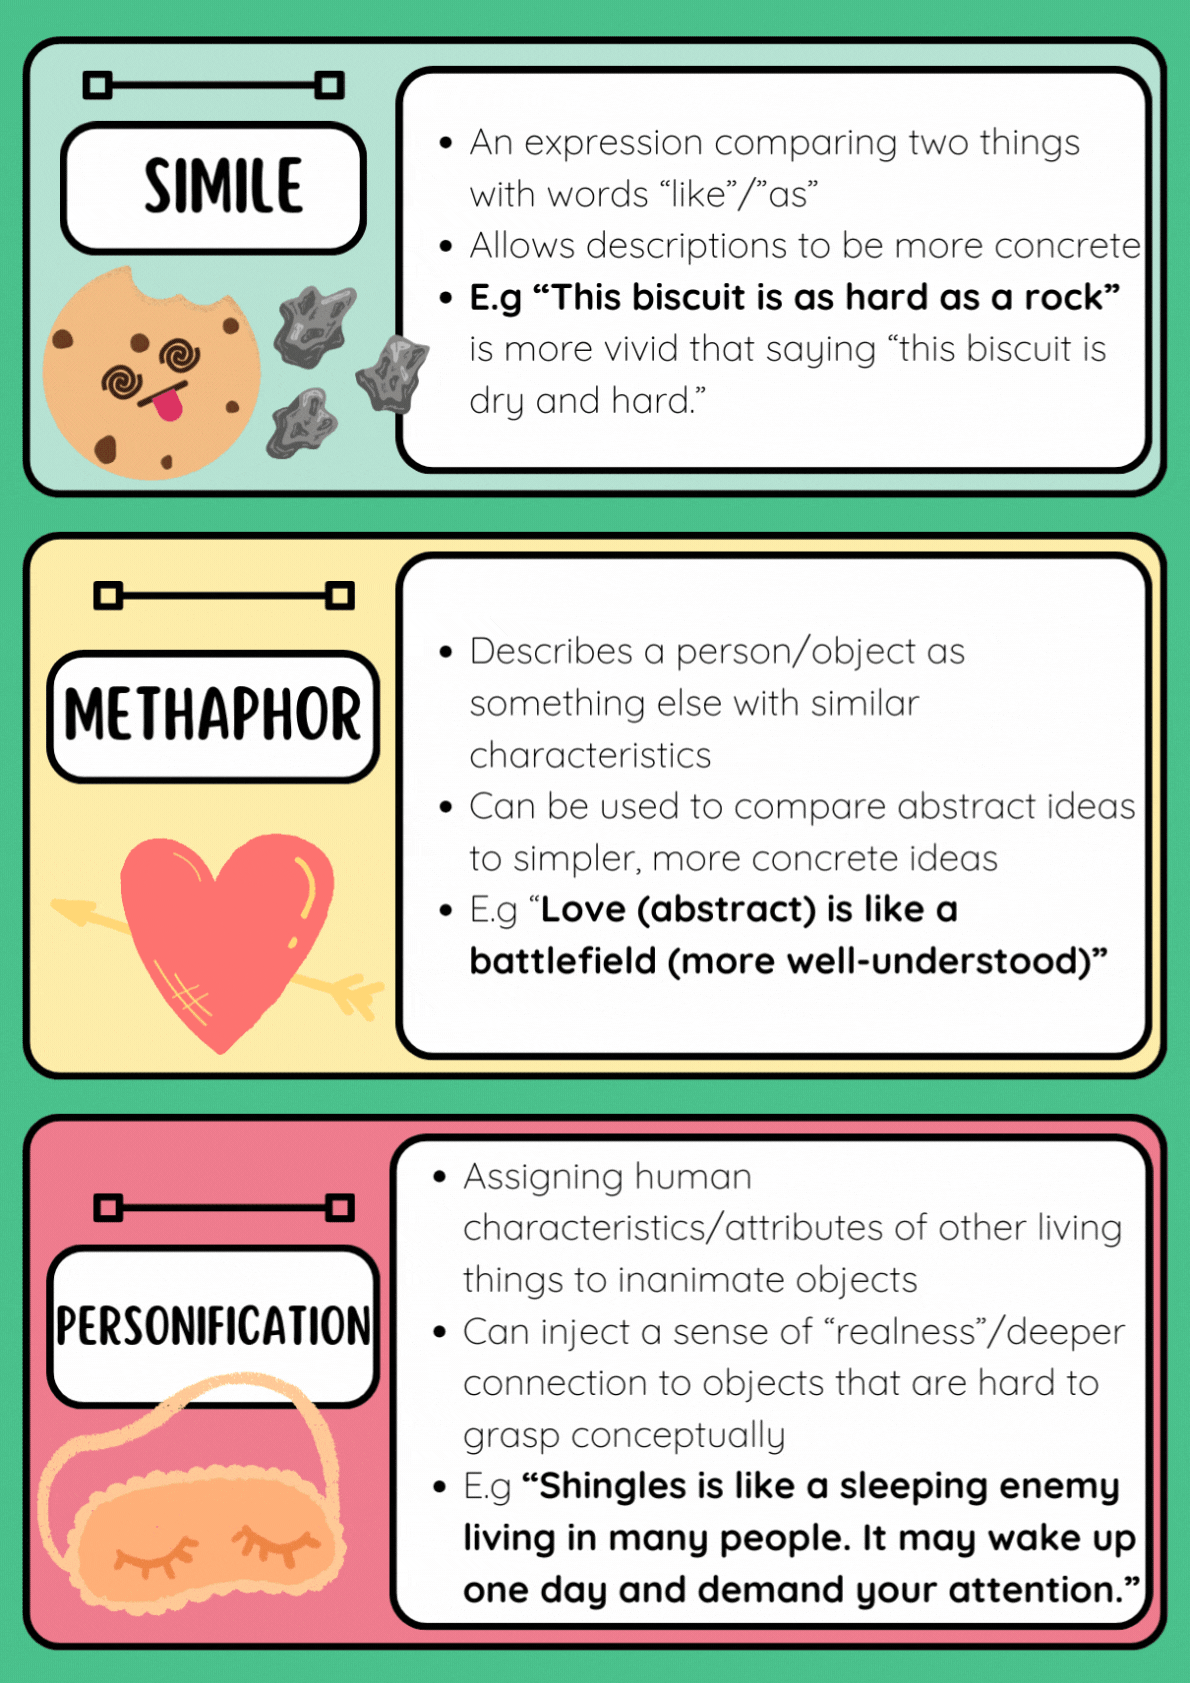 SIMILE
• An expression comparing two things
with words “like”/”as”
• Allows descriptions to be more concrete
• E.g “This biscuit is as hard as a rock”
is more vivid that saying “this biscuit is
dry and hard.”
METHAPHOR
• Describes a person/object as
something else with similar
characteristics
• Can be used to compare abstract ideas
to simpler, more concrete ideas
• E.g “Love (abstract) is like a
battlefield (more well-understood)”
PERSONIFICATION
• Assigning human
characteristics/attributes of other living
things to inanimate objects
• Can inject a sense of “realness”/deeper
connection to objects that are hard to
grasp conceptually
• E.g “Shingles is like a sleeping enemy
living in many people. It may wake up
one day and demand your attention.”